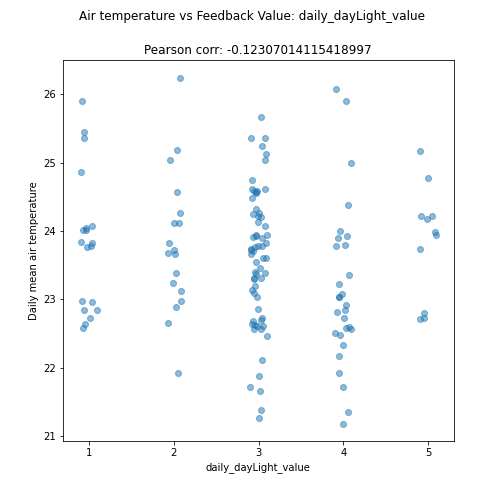 Air temperature vs Feedback Value: daily_dayLight_value
Pearson corr: -0.12307014115418997
26
25
24
23
22
21
Daily mean air temperature
1 2 3 4 5
daily_dayLight_value